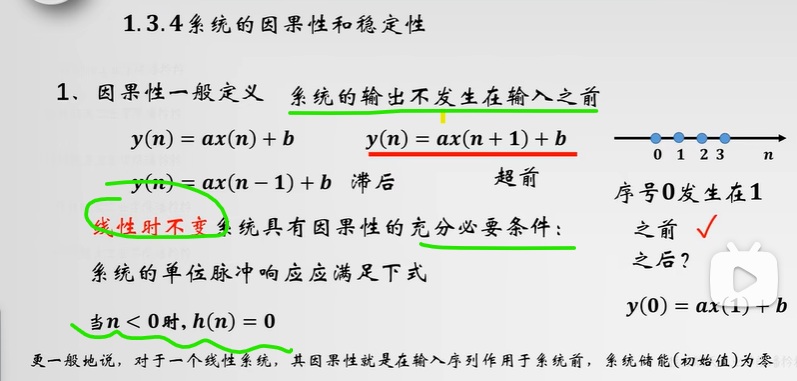 1.3.4系统的因果性和稳定性
1、因果性一般定义 系统的输出不发生在输入之前
y(n) = ax(n) + b y(n) = ax(n + 1) + b
y(n) = ax(n − 1) + b 滞后 超前
线性时不变系统具有因果性的充分必要条件：
系统的单位脉冲响应应满足下式
当n < 0时, h(n) = 0
更一般地说，对于一个线性系统，其因果性就是在输入序列作用于系统前，系统储能(初始值)为零
0 1 2 3 n
序号0发生在1
之前 ✓
之后？
y(0) = ax(1) + b